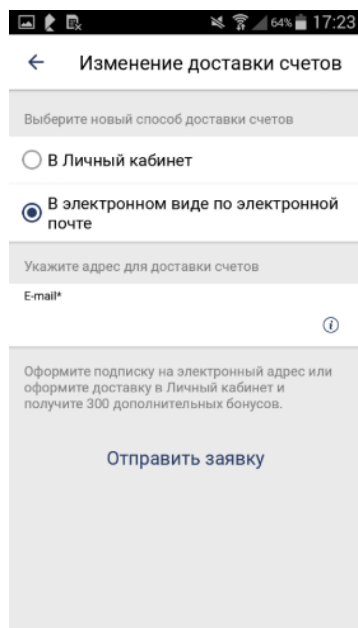 64% 17:23
Изменение доставки счетов
Выберите новый способ доставки счетов
В Личный кабинет
В электронном виде по электронной
почте
Укажите адрес для доставки счетов
E-mail*
Оформите подписку на электронный адрес или
оформите доставку в Личный кабинет и
получите 300 дополнительных бонусов.
Отправить заявку